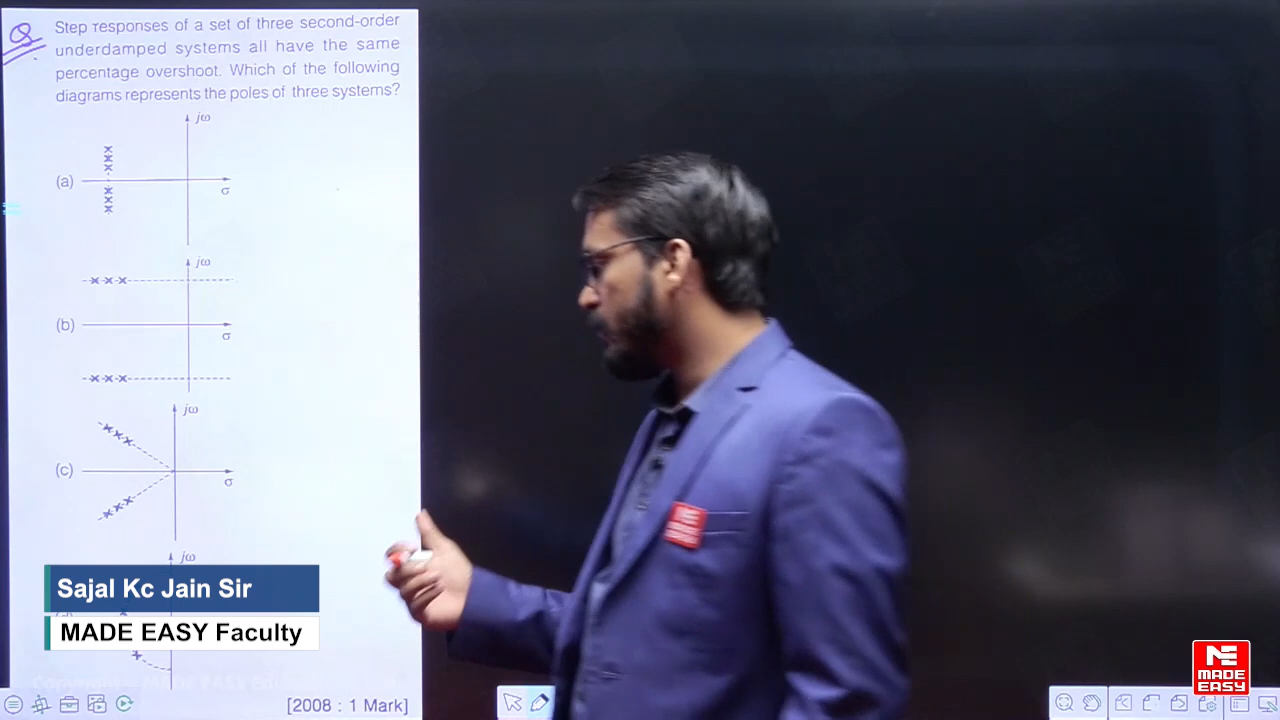 Q
Step responses of a set of three second-order
underdamped systems all have the same
percentage overshoot. Which of the following
diagrams represents the poles of three systems?
jω
(a)
σ
jω
(b)
σ
jω
(c)
σ
jω
Sajal Kc Jain Sir
MADE EASY Faculty
[2008 : 1 Mark]
MADE
EASY